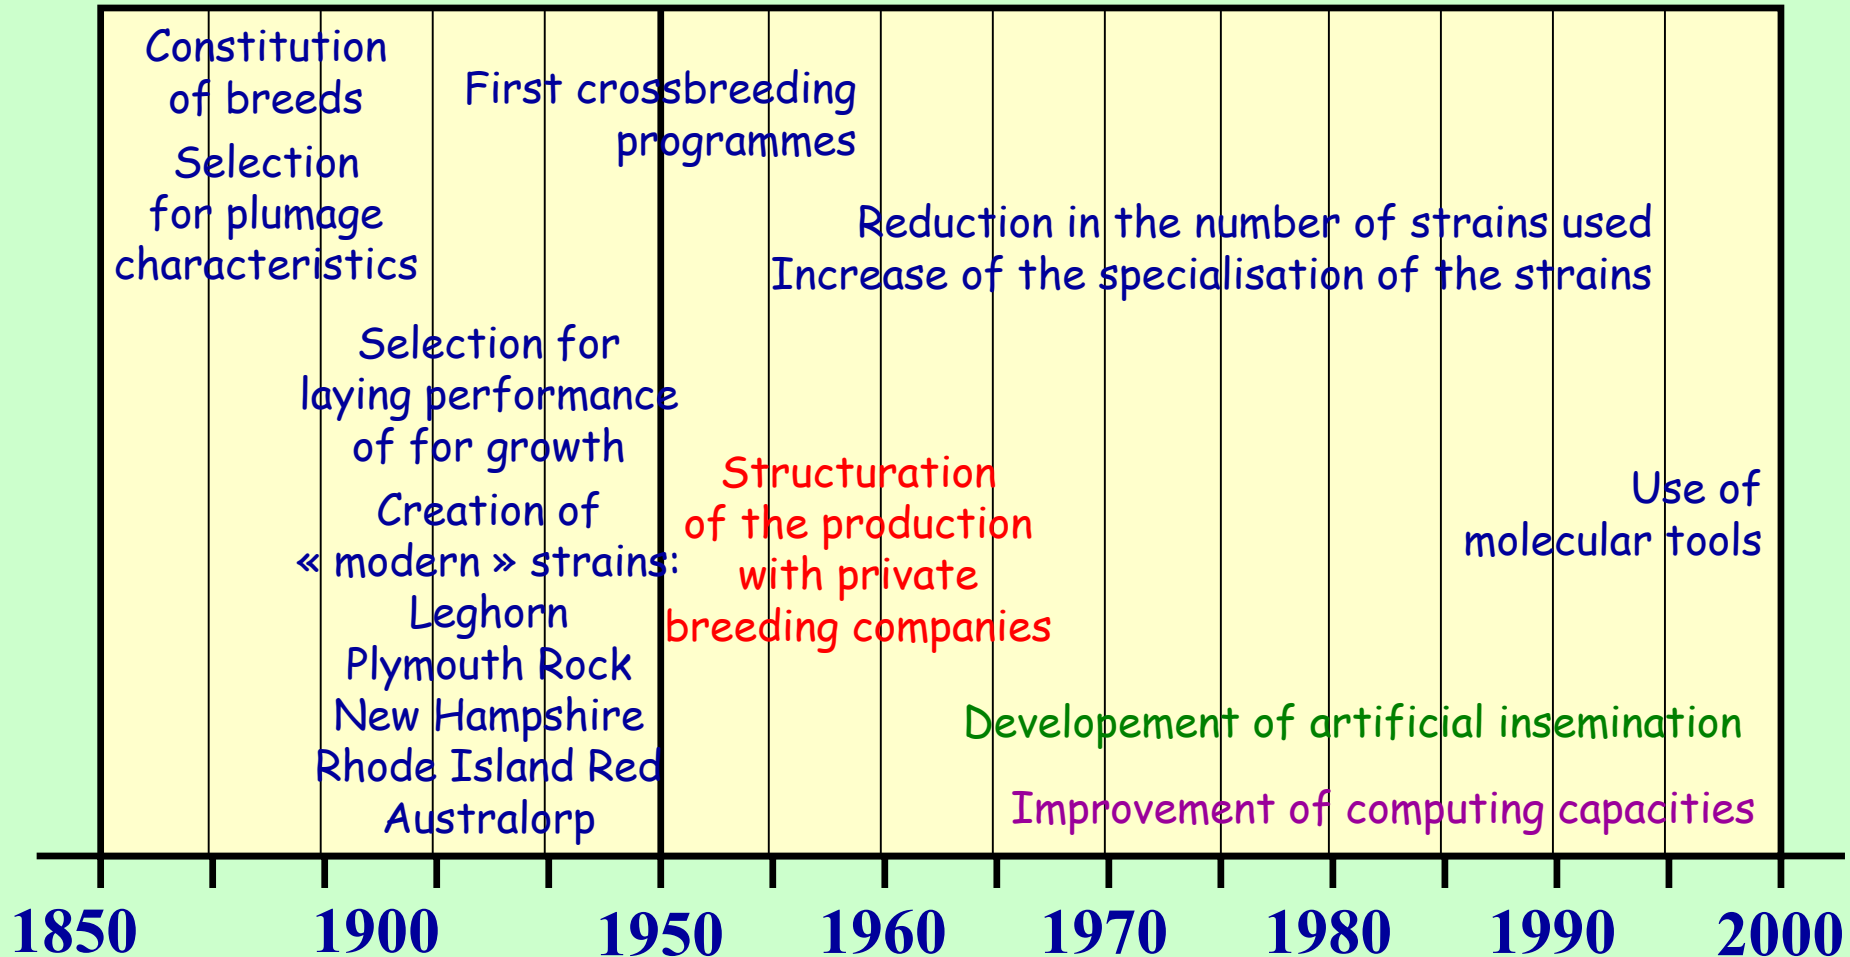 Constitution
of breeds
Selection
for plumage
characteristics
First crossbreeding
programmes
Reduction in the number of strains used
Increase of the specialisation of the strains
Selection for
laying performance
of for growth
Creation of
« modern » strains:
Leghorn
Plymouth Rock
New Hampshire
Rhode Island Red
Australorp
Structuration
of the production
with private
breeding companies
Use of
molecular tools
Developement of artificial insemination
Improvement of computing capacities
1850 1900 1950 1960 1970 1980 1990 2000